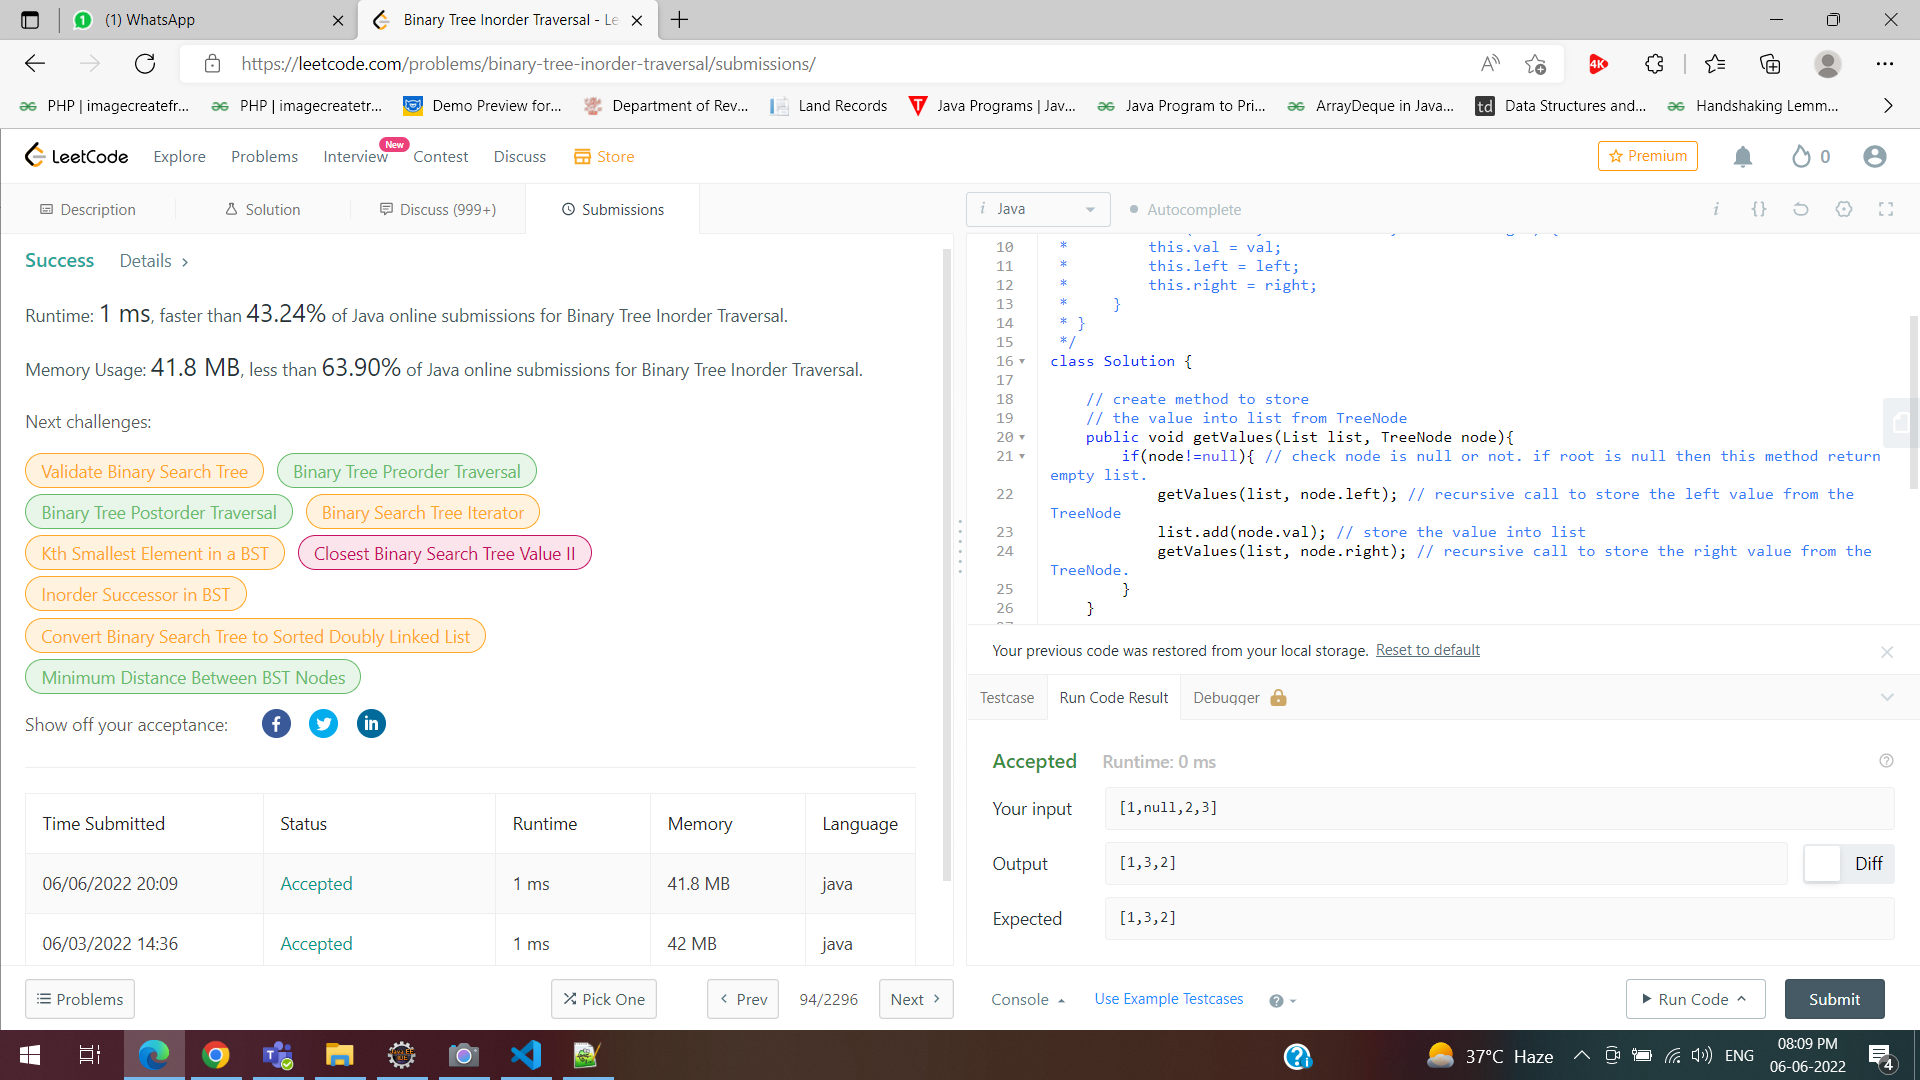 (1) WhatsApp
Binary Tree Inorder Traversal - Le
https://leetcode.com/problems/binary-tree-inorder-traversal/submissions/
4K
PHP | imagecreatefr...
PHP | imagecreatetr...
Demo Preview for...
Department of Rev...
Land Records
Java Programs | Jav...
Java Program to Pri...
ArrayDeque in Java...
td Data Structures and...
Handshaking Lemm...
LeetCode
Explore
Problems
Interview New
Contest
Discuss
Store
Premium
0
Description
Solution
Discuss (999+)
Submissions
i Java
Autocomplete
Success Details >
Runtime: 1 ms, faster than 43.24% of Java online submissions for Binary Tree Inorder Traversal.
Memory Usage: 41.8 MB, less than 63.90% of Java online submissions for Binary Tree Inorder Traversal.
Next challenges:
Validate Binary Search Tree
Binary Tree Preorder Traversal
Binary Tree Postorder Traversal
Binary Search Tree Iterator
Kth Smallest Element in a BST
Closest Binary Search Tree Value II
Inorder Successor in BST
Convert Binary Search Tree to Sorted Doubly Linked List
Minimum Distance Between BST Nodes
Show off your acceptance:
Time Submitted Status Runtime Memory Language
06/06/2022 20:09 Accepted 1 ms 41.8 MB java
06/03/2022 14:36 Accepted 1 ms 42 MB java
Problems
Pick One
< Prev
94/2296
Next >
10 * this.val = val;
11 * this.left = left;
12 * this.right = right;
13 * }
14 * }
15 */
16 class Solution {
17
18 // create method to store
19 // the value into list from TreeNode
20 public void getValues(List list, TreeNode node){
21 if(node!=null){ // check node is null or not. if root is null then this method return
empty list.
22 getValues(list, node.left); // recursive call to store the left value from the
TreeNode
23 list.add(node.val); // store the value into list
24 getValues(list, node.right); // recursive call to store the right value from the
TreeNode.
25 }
26 }
Your previous code was restored from your local storage. Reset to default
Testcase
Run Code Result
Debugger
Accepted Runtime: 0 ms
Your input [1,null,2,3]
Output [1,3,2] Diff
Expected [1,3,2]
Console
Use Example Testcases
Run Code
Submit
37°C Haze
ENG
08:09 PM
06-06-2022
4